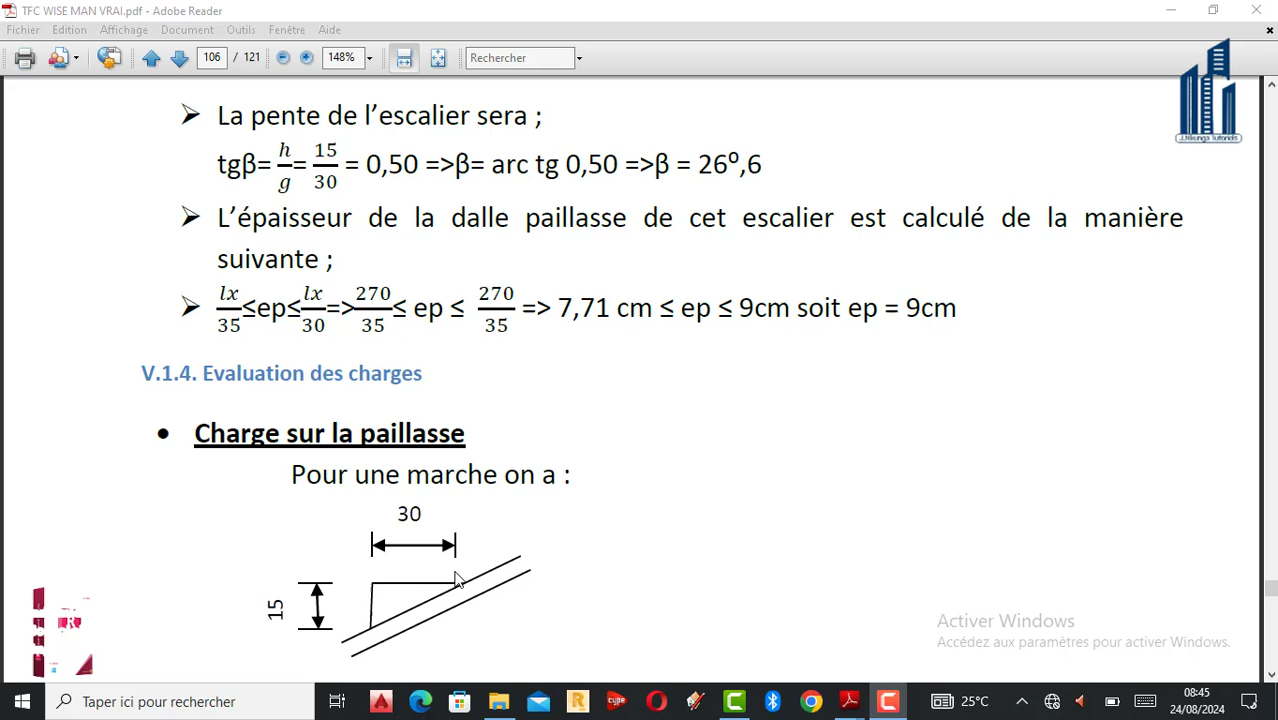 TFC WISE MAN VRAI.pdf - Adobe Reader
Fichier Edition Affichage Document Outils Fenêtre Aide
106 / 121 148% Rechercher
J.Nkunga Tutoriels
➢ La pente de l’escalier sera ;
tgβ= h/g= 15/30 = 0,50 =>β= arc tg 0,50 =>β = 26⁰,6
➢ L’épaisseur de la dalle paillasse de cet escalier est calculé de la manière
suivante ;
➢ lx/35≤ep≤lx/30=>270/35≤ ep ≤ 270/35 => 7,71 cm ≤ ep ≤ 9cm soit ep = 9cm
V.1.4. Evaluation des charges
• Charge sur la paillasse
Pour une marche on a :
30
15
Activer Windows
Accédez aux paramètres pour activer Windows.
Taper ici pour rechercher
25°C
08:45
24/08/2024